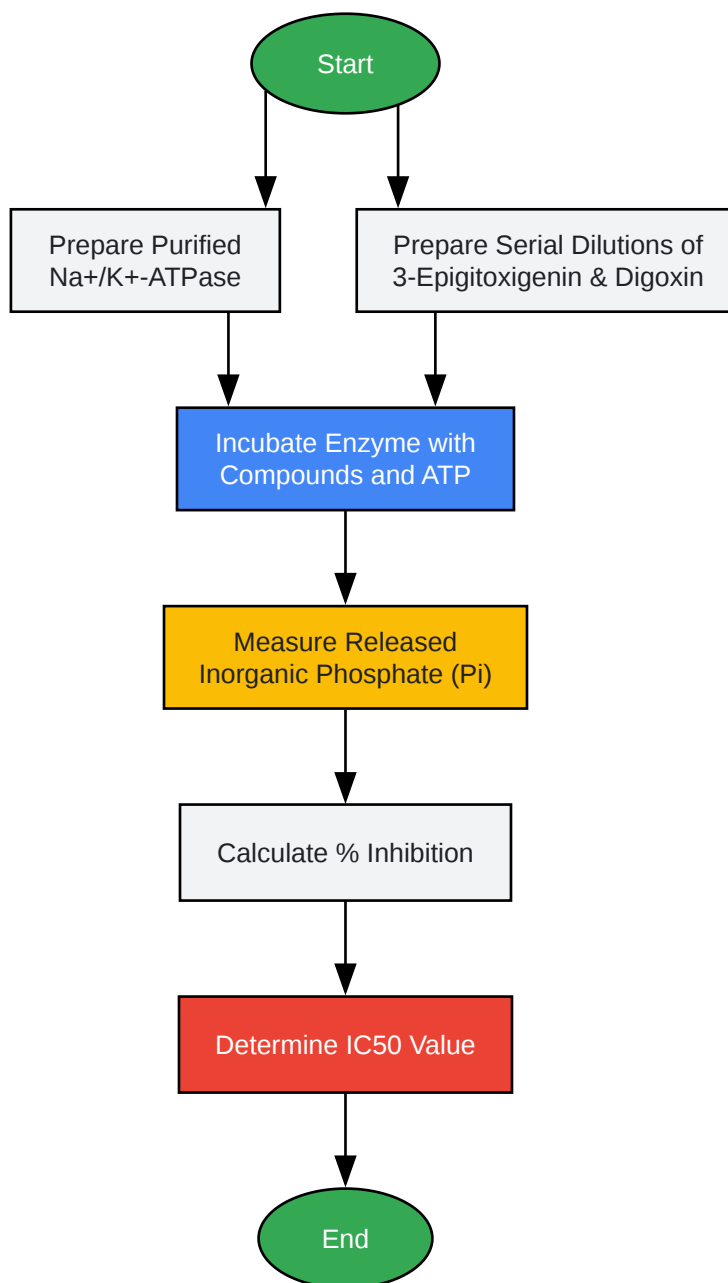 Start
Prepare Purified
Na+/K+-ATPase
Prepare Serial Dilutions of
3-Epigitoxigenin & Digoxin
Incubate Enzyme with
Compounds and ATP
Measure Released
Inorganic Phosphate (Pi)
Calculate % Inhibition
Determine IC50 Value
End